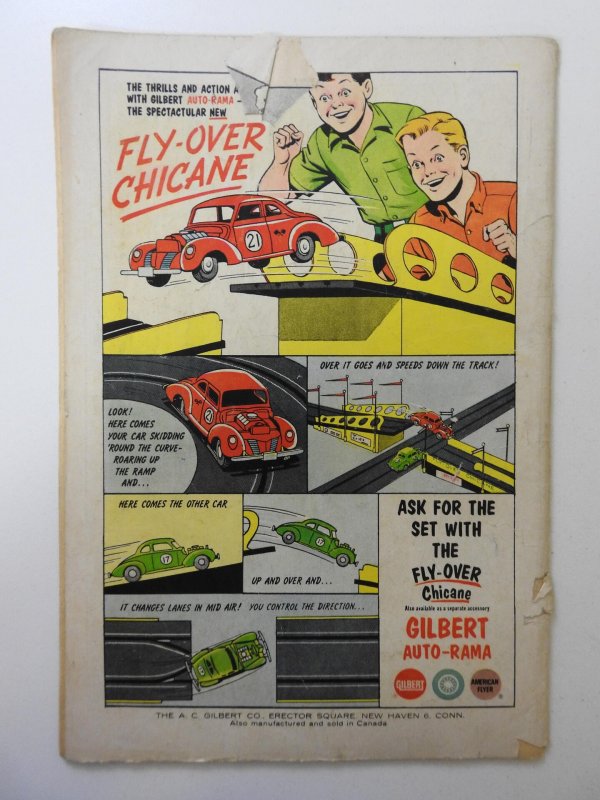 THE THRILLS AND ACTION
WITH GILBERT AUTO-RAMA –
THE SPECTACULAR NEW
FLY-OVER
CHICANE
21
OVER IT GOES AND SPEEDS DOWN THE TRACK!
LOOK!
HERE COMES
YOUR CAR SKIDDING
'ROUND THE CURVE-
ROARING UP
THE RAMP
AND...
21
HERE COMES THE OTHER CAR
17
17
UP AND OVER AND...
IT CHANGES LANES IN MID AIR! YOU CONTROL THE DIRECTION...
17
ASK FOR THE
SET WITH
THE
FLY-OVER
Chicane
Also available as a separate accessory
GILBERT
AUTO-RAMA
GILBERT
AMERICAN
FLYER
®
THE A. C. GILBERT CO., ERECTOR SQUARE, NEW HAVEN 6, CONN.
Also manufactured and sold in Canada